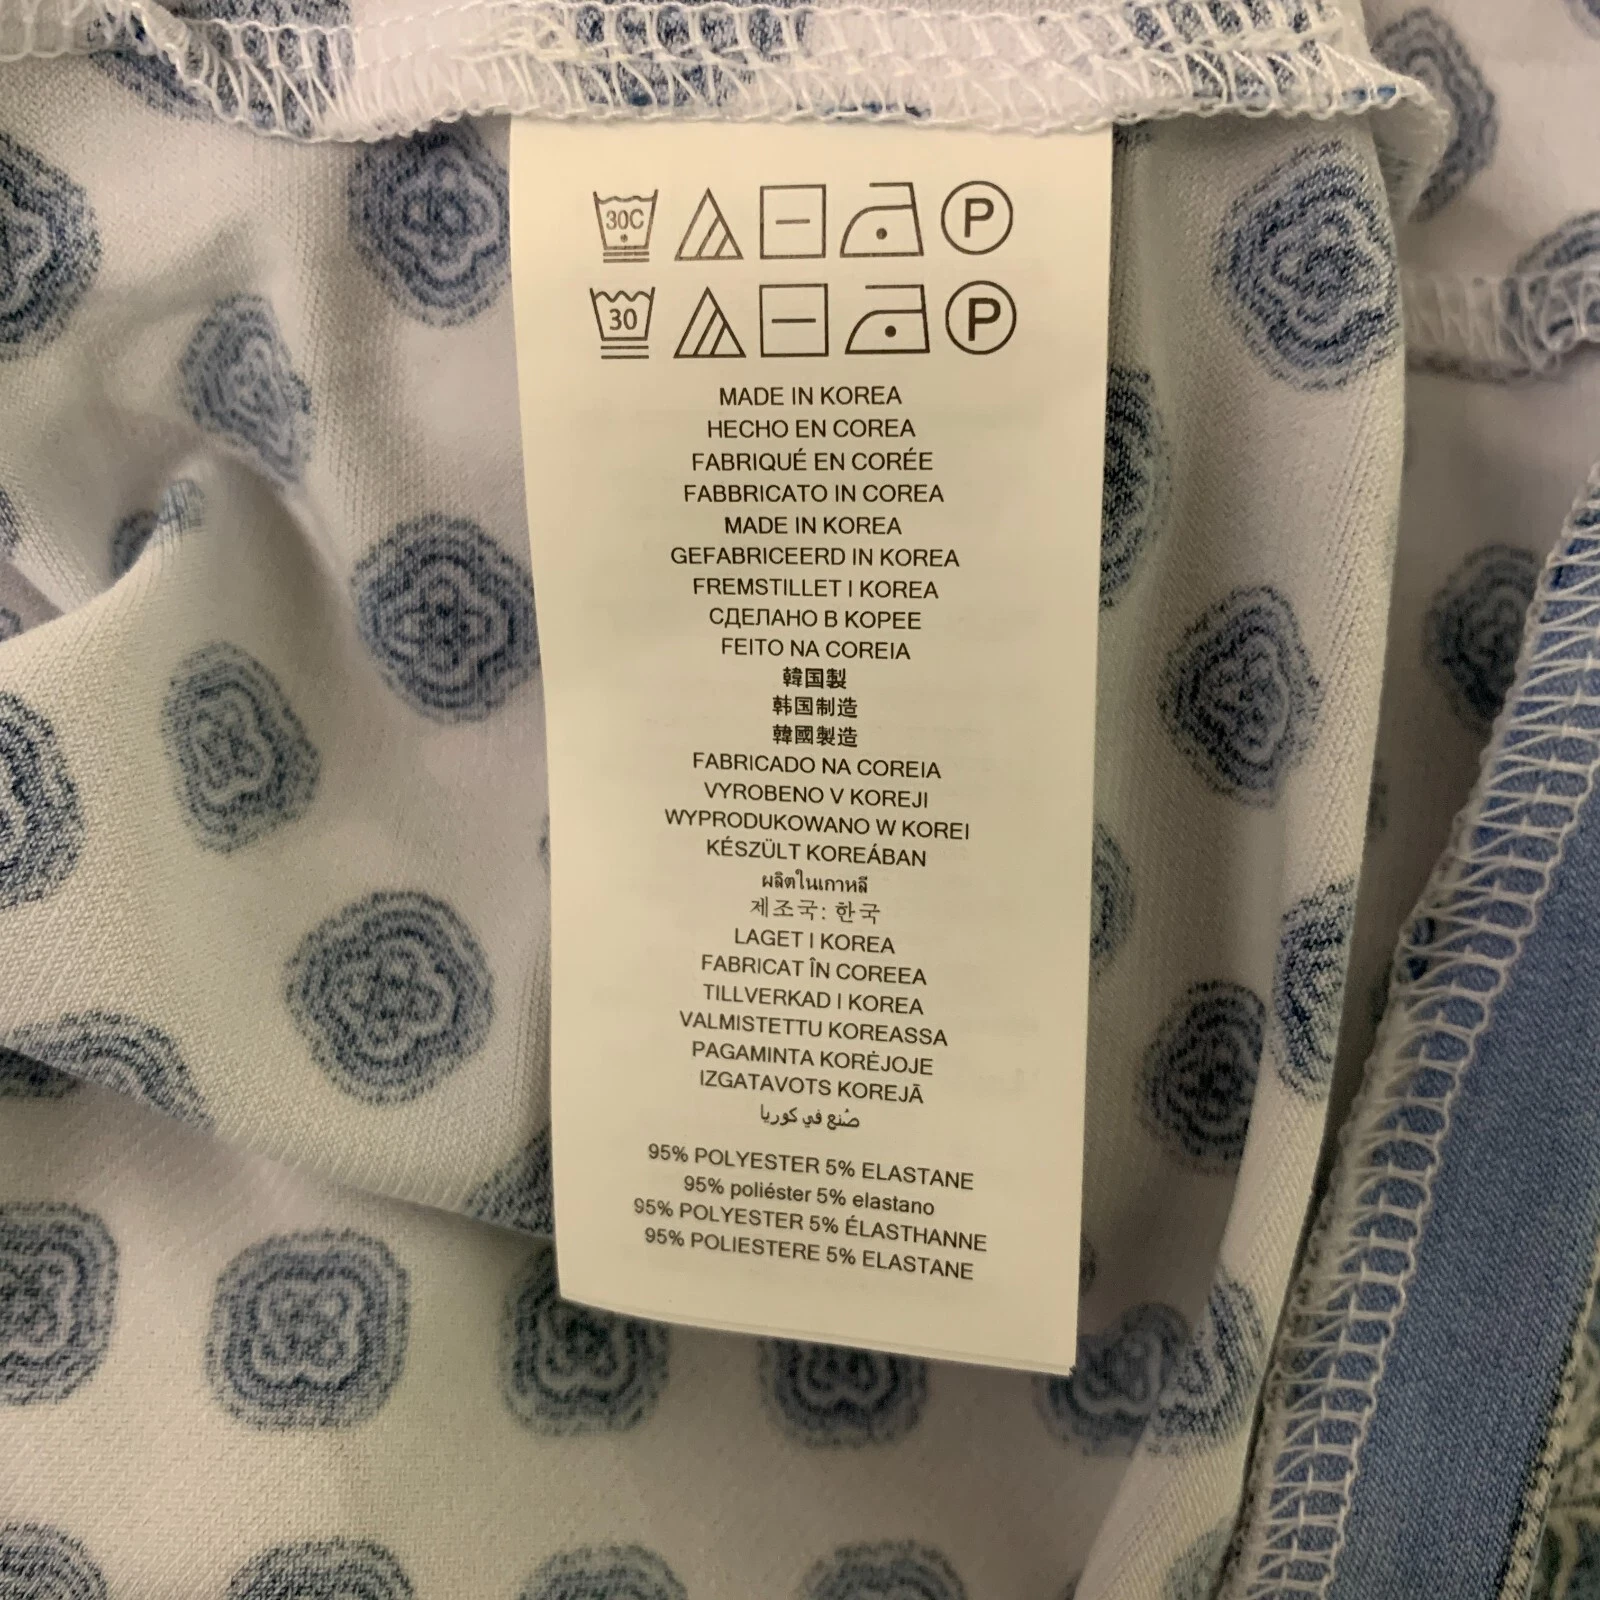 30C P
30 P
MADE IN KOREA
HECHO EN COREA
FABRIQUÉ EN CORÉE
FABBRICATO IN COREA
MADE IN KOREA
GEFABRICEERD IN KOREA
FREMSTILLET I KOREA
СДЕЛАНО В КОРЕЕ
FEITO NA COREIA
韓国製
韩国制造
韓國製造
FABRICADO NA COREIA
VYROBENO V KOREJI
WYPRODUKOWANO W KOREI
KÉSZÜLT KOREÁBAN
ผลิตในเกาหลี
제조국: 한국
LAGET I KOREA
FABRICAT ÎN COREEA
TILLVERKAD I KOREA
VALMISTETTU KOREASSA
PAGAMINTA KORĖJOJE
IZGATAVOTS KOREJĀ
صُنع في كوريا
95% POLYESTER 5% ELASTANE
95% poliéster 5% elastano
95% POLYESTER 5% ÉLASTHANNE
95% POLIESTERE 5% ELASTANE